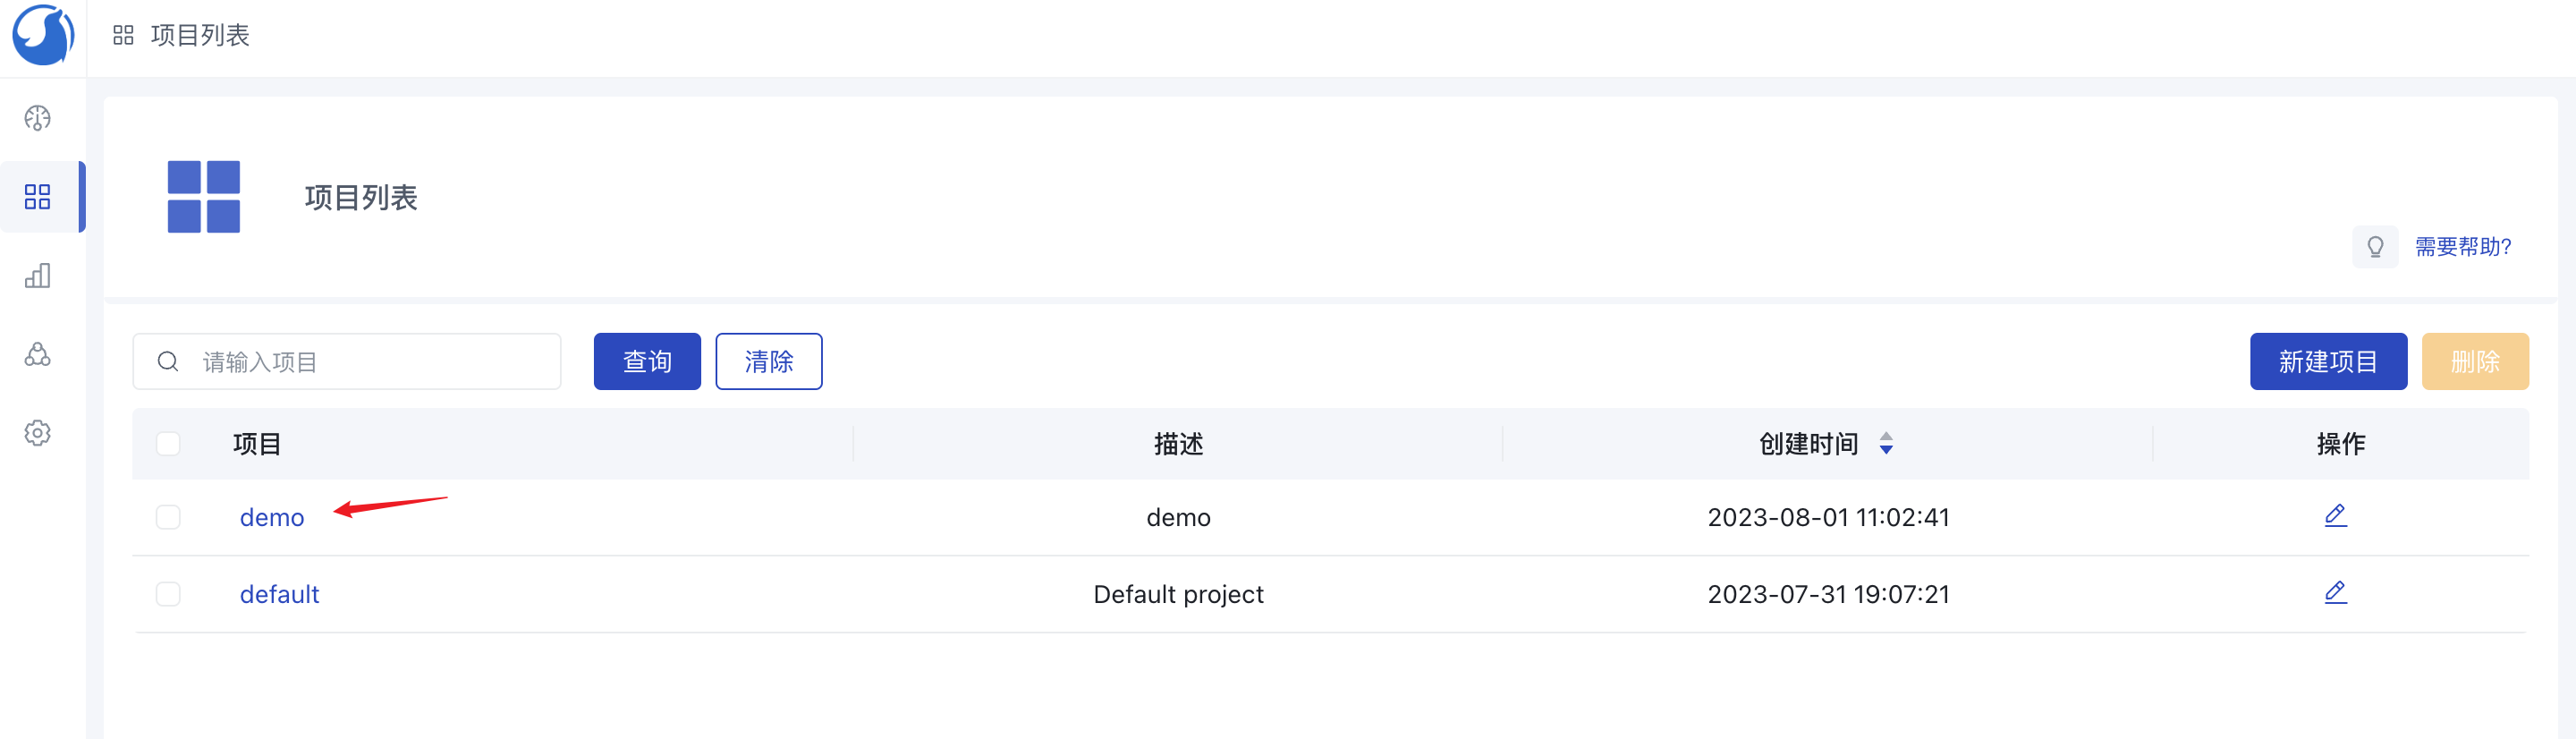 项目列表
项目列表
需要帮助?
请输入项目 查询 清除 新建项目 删除
项目 描述 创建时间 操作
demo demo 2023-08-01 11:02:41
default Default project 2023-07-31 19:07:21